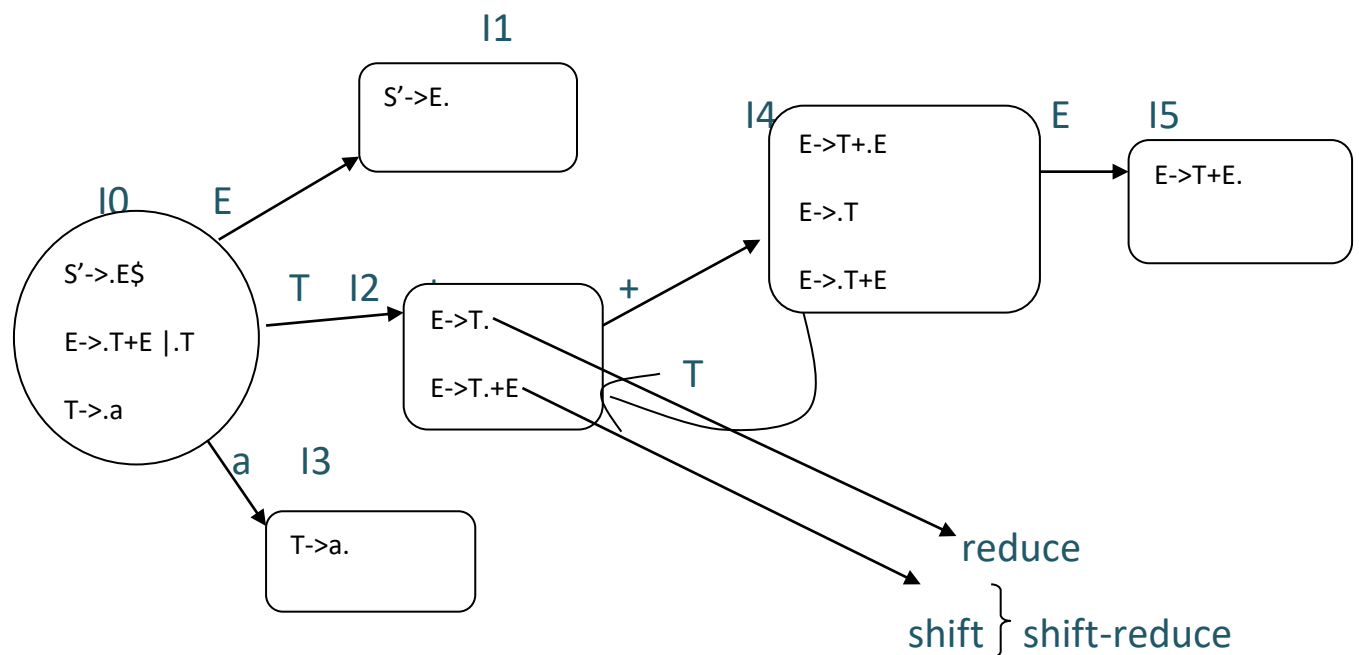 I1
S’->E.
I4
E->T+.E
E->.T
E->.T+E
E
I5
E->T+E.
I0
E
S’->.E$
E->.T+E |.T
T->.a
T
I2
E->T.
E->T.+E
+
T
a
I3
T->a.
reduce
shift
shift-reduce